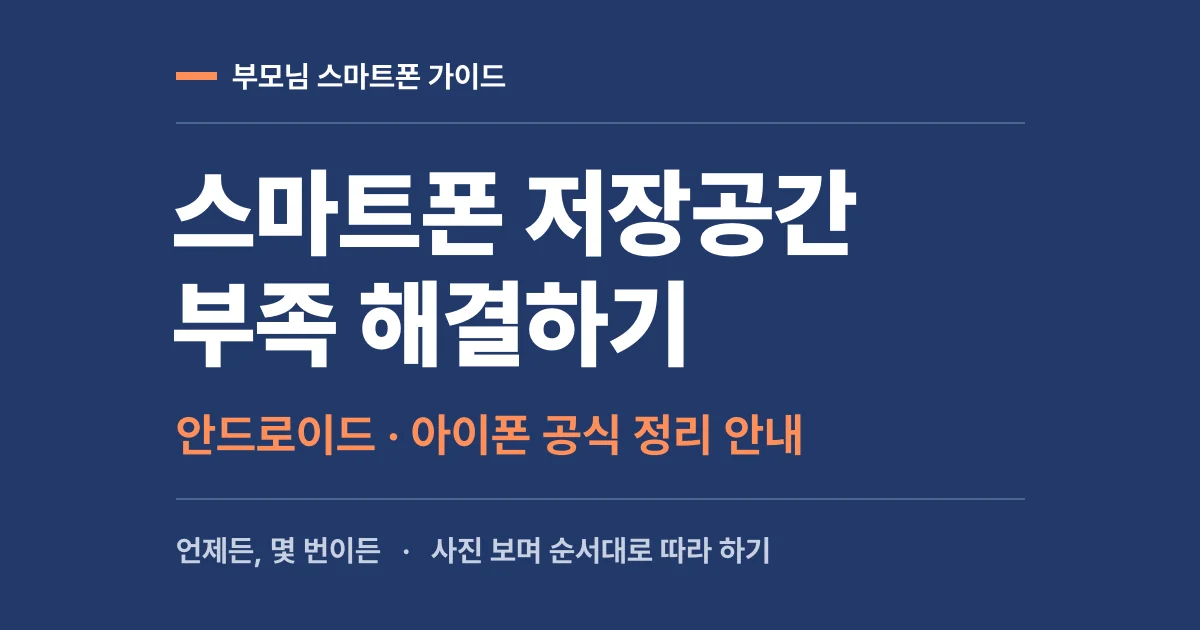 부모님 스마트폰 가이드
스마트폰 저장공간
부족 해결하기
안드로이드 · 아이폰 공식 정리 안내
언제든, 몇 번이든 · 사진 보며 순서대로 따라 하기